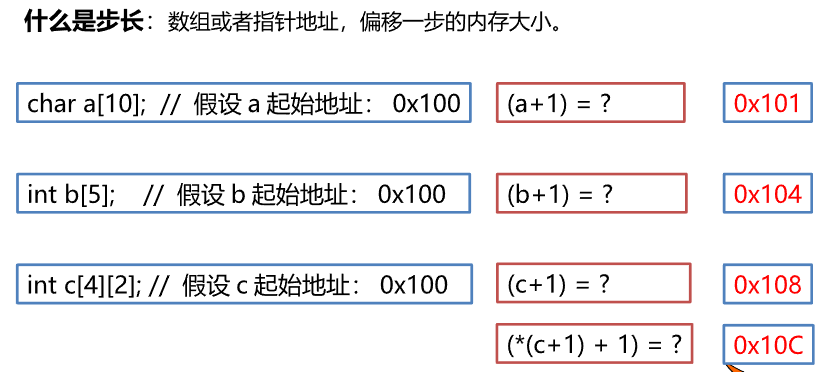 什么是步长：数组或者指针地址，偏移一步的内存大小。
char a[10]; // 假设 a 起始地址： 0x100 (a+1) = ? 0x101
int b[5]; // 假设 b 起始地址： 0x100 (b+1) = ? 0x104
int c[4][2]; // 假设 c 起始地址： 0x100 (c+1) = ? 0x108
(*(c+1) + 1) = ? 0x10C